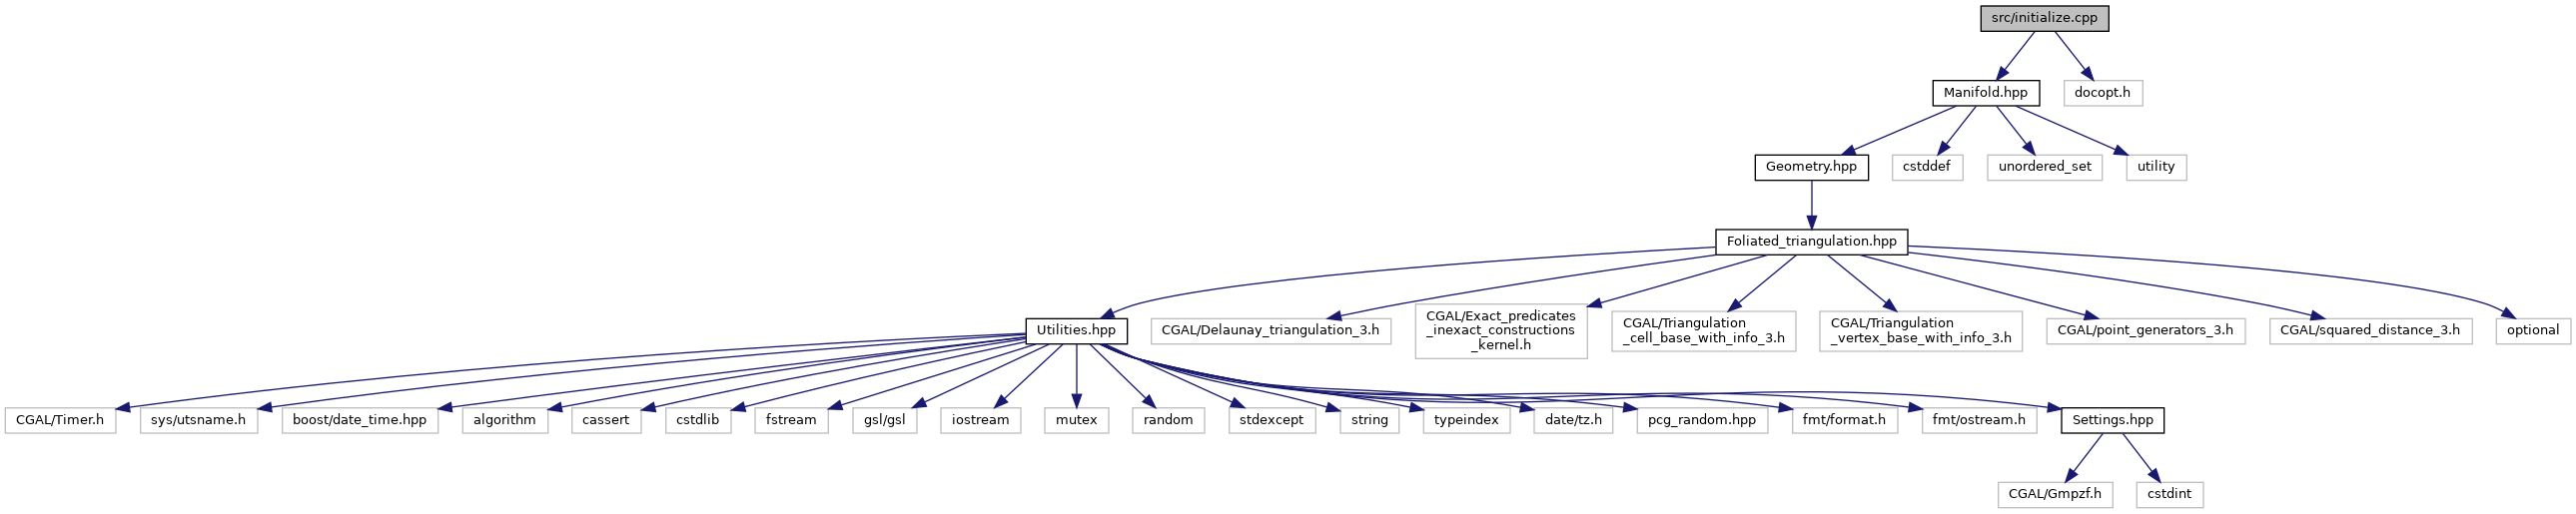 src/initialize.cpp
Manifold.hpp
docopt.h
Geometry.hpp
cstddef
unordered_set
utility
Foliated_triangulation.hpp
Utilities.hpp
CGAL/Delaunay_triangulation_3.h
CGAL/Exact_predicates
_inexact_constructions
_kernel.h
CGAL/Triangulation
_cell_base_with_info_3.h
CGAL/Triangulation
_vertex_base_with_info_3.h
CGAL/point_generators_3.h
CGAL/squared_distance_3.h
optional
CGAL/Timer.h
sys/utsname.h
boost/date_time.hpp
algorithm
cassert
cstdlib
fstream
gsl/gsl
iostream
mutex
random
stdexcept
string
typeindex
date/tz.h
pcg_random.hpp
fmt/format.h
fmt/ostream.h
Settings.hpp
CGAL/Gmpzf.h
cstdint